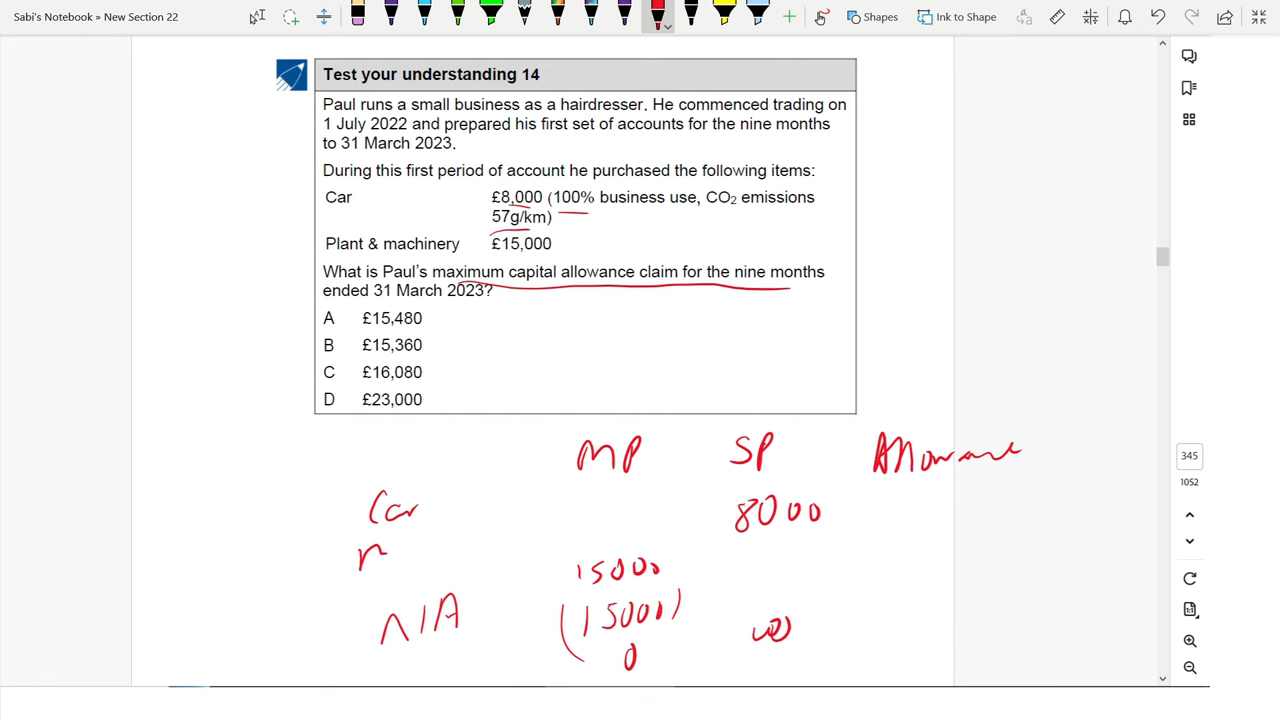 Sabi's Notebook » New Section 22
Shapes
Ink to Shape
Test your understanding 14
Paul runs a small business as a hairdresser. He commenced trading on
1 July 2022 and prepared his first set of accounts for the nine months
to 31 March 2023.
During this first period of account he purchased the following items:
Car £8,000 (100% business use, CO2 emissions
57g/km)
Plant & machinery £15,000
What is Paul's maximum capital allowance claim for the nine months
ended 31 March 2023?
A £15,480
B £15,360
C £16,080
D £23,000
MP SP Allowance
Car 8000
15000
(15000)
0
345
1052